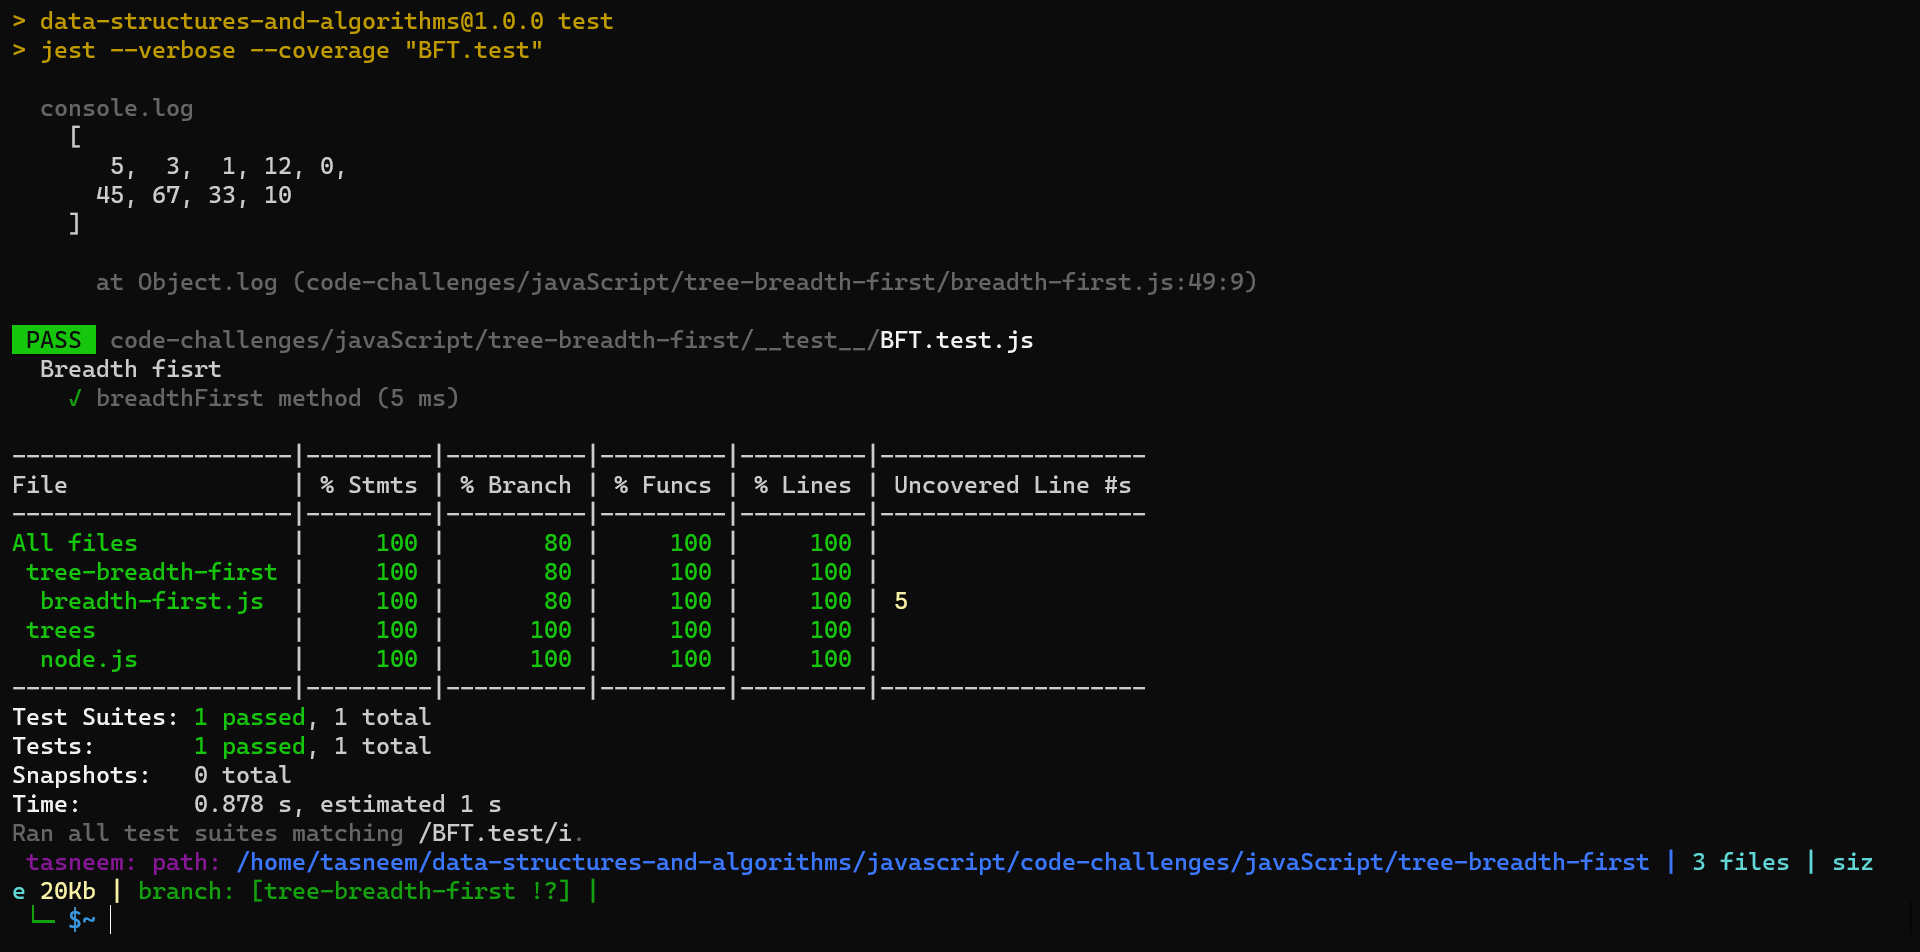 > data-structures-and-algorithms@1.0.0 test
> jest --verbose --coverage "BFT.test"
console.log
[
5, 3, 1, 12, 0,
45, 67, 33, 10
]
at Object.log (code-challenges/javaScript/tree-breadth-first/breadth-first.js:49:9)
PASS code-challenges/javaScript/tree-breadth-first/__test__/BFT.test.js
Breadth fisrt
√ breadthFirst method (5 ms)
--------------------|---------|----------|---------|---------|-------------------
File | % Stmts | % Branch | % Funcs | % Lines | Uncovered Line #s
--------------------|---------|----------|---------|---------|-------------------
All files | 100 | 80 | 100 | 100 |
tree-breadth-first | 100 | 80 | 100 | 100 |
breadth-first.js | 100 | 80 | 100 | 100 | 5
trees | 100 | 100 | 100 | 100 |
node.js | 100 | 100 | 100 | 100 |
--------------------|---------|----------|---------|---------|-------------------
Test Suites: 1 passed, 1 total
Tests: 1 passed, 1 total
Snapshots: 0 total
Time: 0.878 s, estimated 1 s
Ran all test suites matching /BFT.test/i.
tasneem: path: /home/tasneem/data-structures-and-algorithms/javascript/code-challenges/javaScript/tree-breadth-first | 3 files | siz
e 20Kb | branch: [tree-breadth-first !?] |
└─ $~